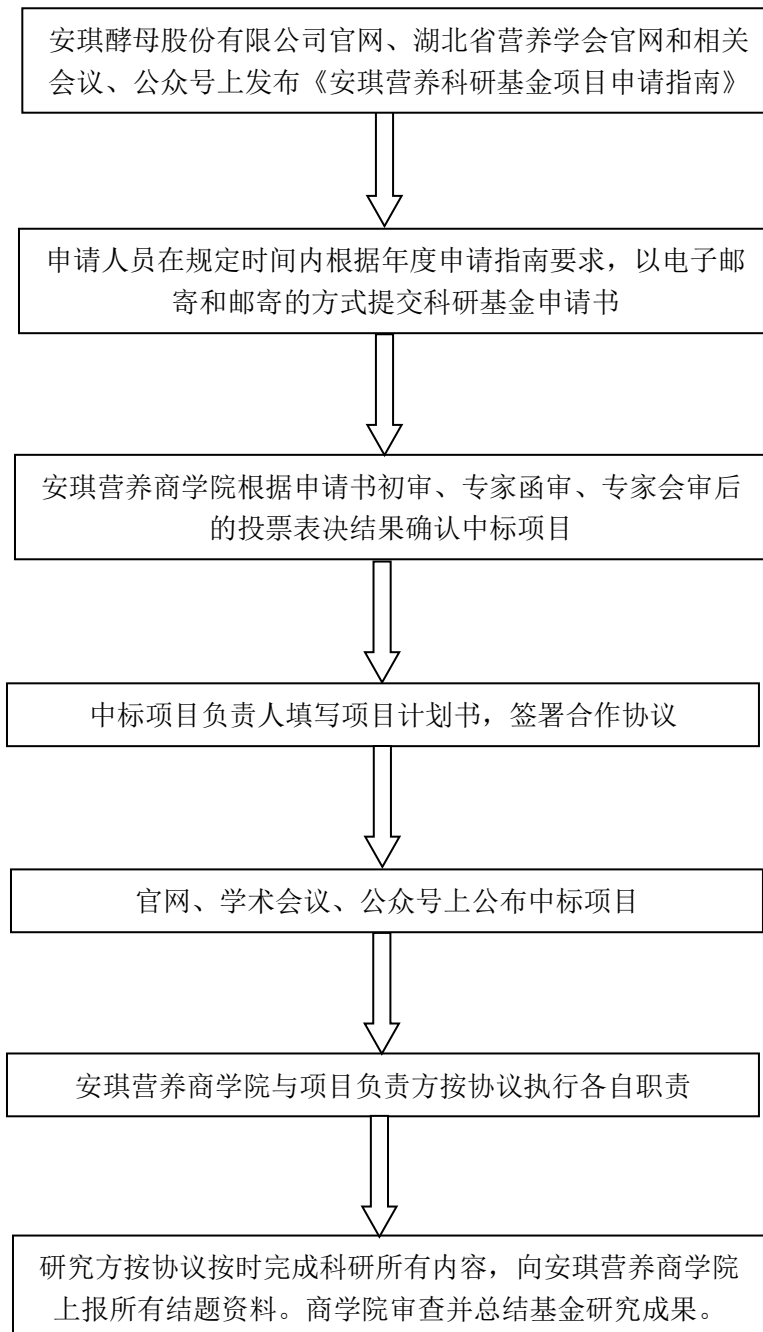 安琪酵母股份有限公司官网、湖北省营养学会官网和相关
会议、公众号上发布《安琪营养科研基金项目申请指南》
申请人员在规定时间内根据年度申请指南要求，以电子邮
寄和邮寄的方式提交科研基金申请书
安琪营养商学院根据申请书初审、专家函审、专家会审后
的投票表决结果确认中标项目
中标项目负责人填写项目计划书，签署合作协议
官网、学术会议、公众号上公布中标项目
安琪营养商学院与项目负责方按协议执行各自职责
研究方按协议按时完成科研所有内容，向安琪营养商学院
上报所有结题资料。商学院审查并总结基金研究成果。